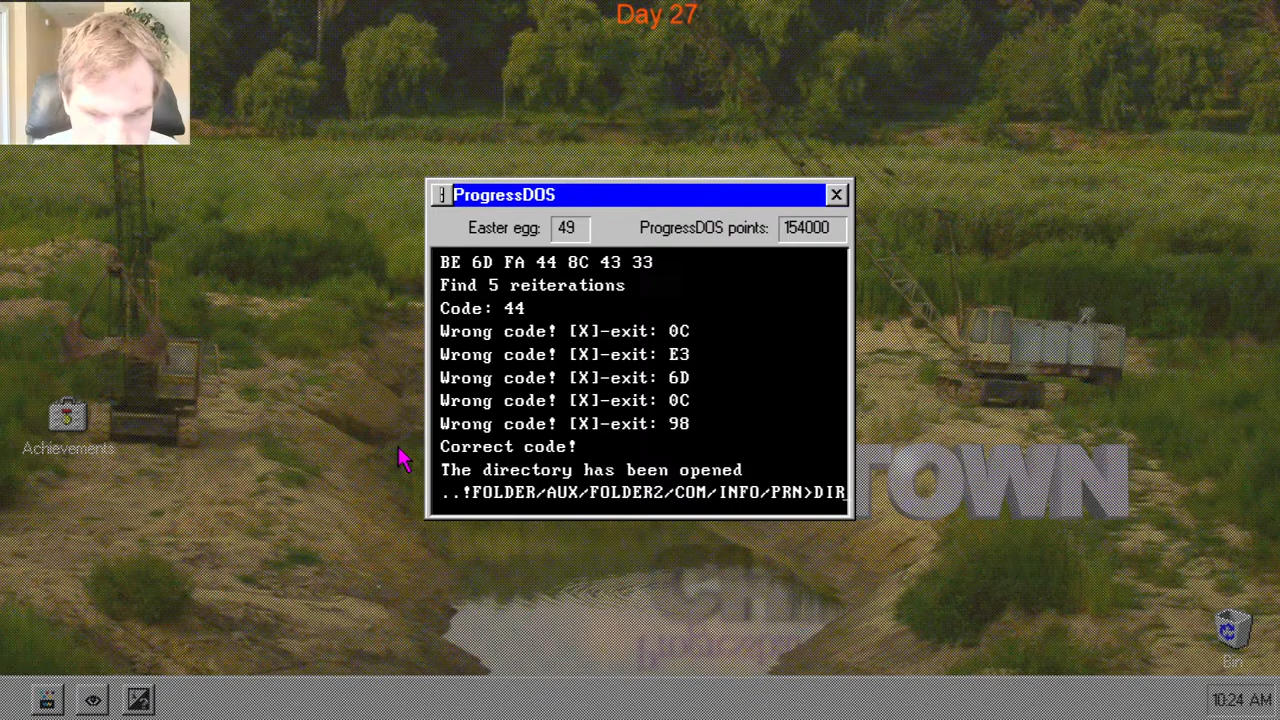 Day 27
ProgressDOS
Easter egg: 49 ProgressDOS points: 154000
BE 6D FA 44 8C 43 33
Find 5 reiterations
Code: 44
Wrong code! [X]-exit: 0C
Wrong code! [X]-exit: E3
Wrong code! [X]-exit: 6D
Wrong code! [X]-exit: 0C
Wrong code! [X]-exit: 98
Correct code!
The directory has been opened
..!FOLDER/AUX/FOLDER2/COM/INFO/PRN>DIR_
Achievements
TOWN
Bin
10:24 AM